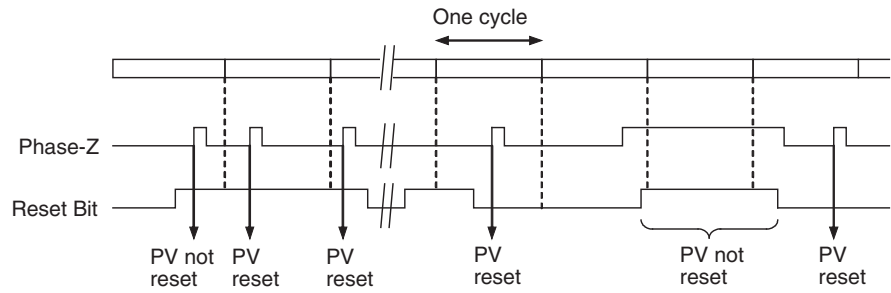 One cycle
Phase-Z
Reset Bit
PV not
reset
PV
reset
PV
reset
PV
reset
PV not
reset
PV
reset